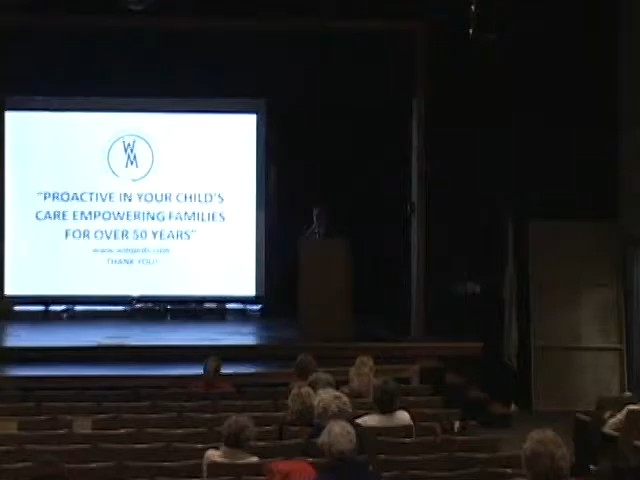 WM
"PROACTIVE IN YOUR CHILD'S
CARE EMPOWERING FAMILIES
FOR OVER 50 YEARS"
THANK YOU!